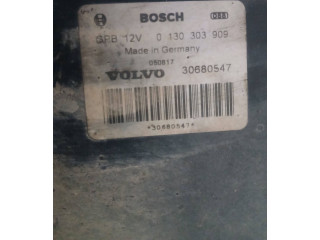 BOSCH
GPB 12V 0 130 303 909
Made in Germany
050617
VOLVO 30680547
*30680547*